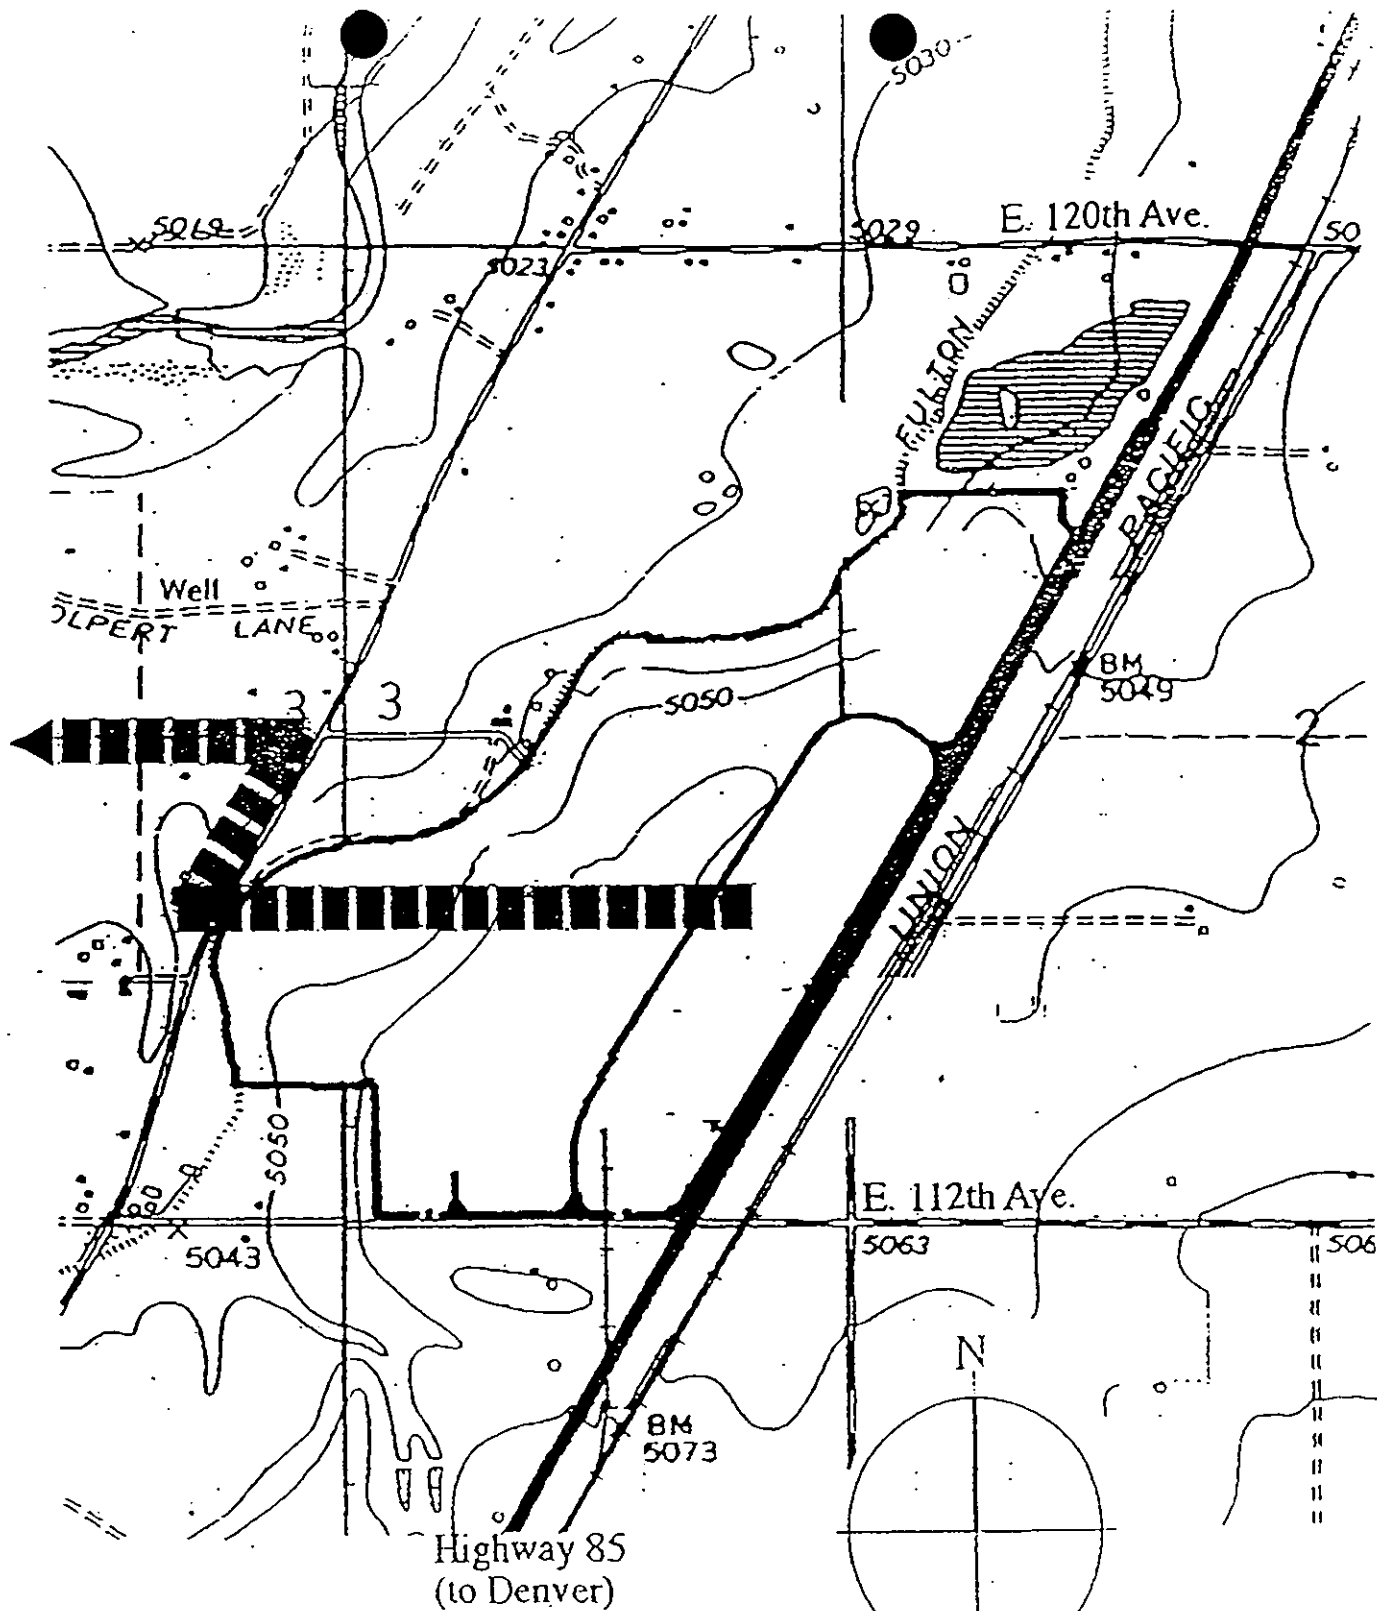 5030
E. 120th Ave.
5069
5029
50
5023
FULTON
PACIFIC
Well
OLPERT LANE
BM
5049
3 3
5050
2
UNION
5050
E. 112th Ave.
5043
5063
506
N
BM
5073
Highway 85
(to Denver)